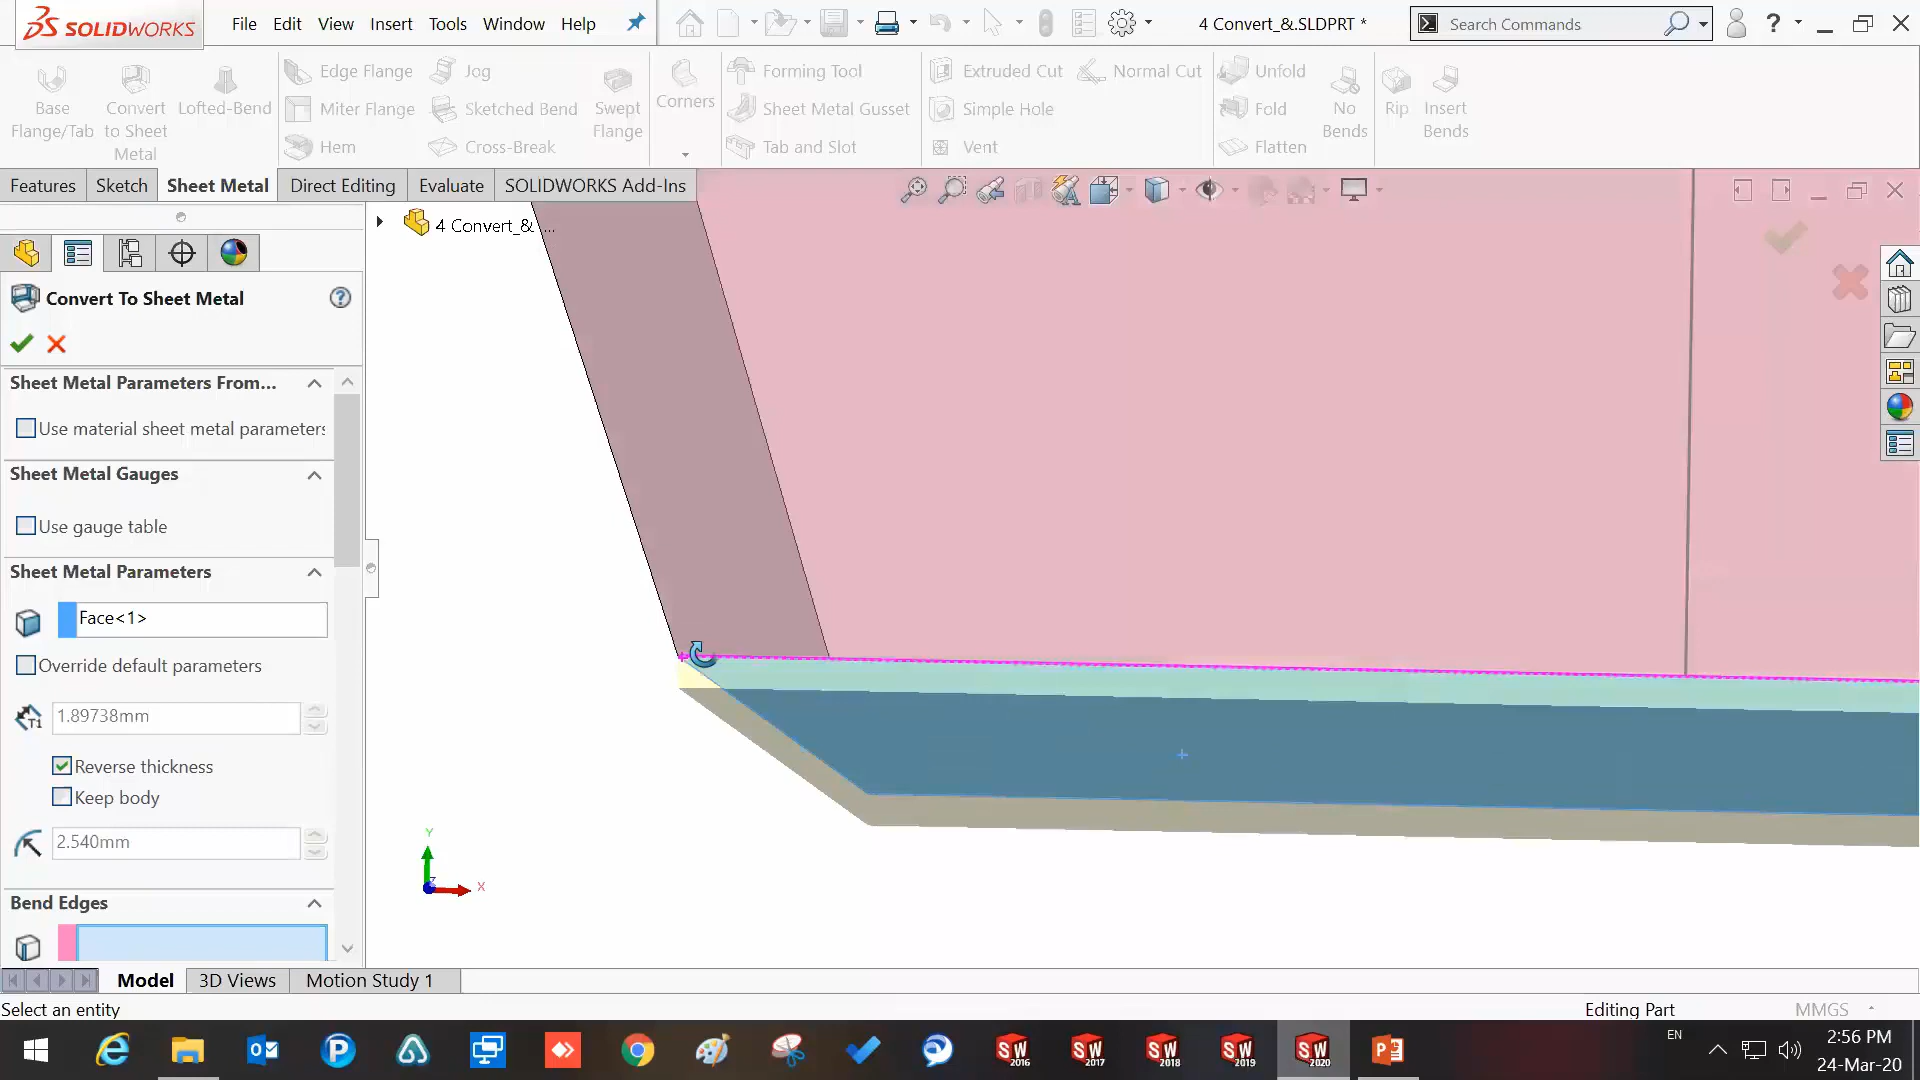 SOLIDWORKS
File Edit View Insert Tools Window Help
4 Convert_&.SLDPRT *
Search Commands
?
Base Flange/Tab
Convert to Sheet Metal
Lofted-Bend
Edge Flange
Miter Flange
Hem
Jog
Sketched Bend
Cross-Break
Swept Flange
Corners
Forming Tool
Sheet Metal Gusset
Tab and Slot
Extruded Cut
Simple Hole
Vent
Normal Cut
Unfold
Fold
Flatten
No Bends
Rip
Insert Bends
Features Sketch Sheet Metal Direct Editing Evaluate SOLIDWORKS Add-Ins
4 Convert_& ...
Convert To Sheet Metal
?
Sheet Metal Parameters From...
Use material sheet metal parameters
Sheet Metal Gauges
Use gauge table
Sheet Metal Parameters
Face<1>
Override default parameters
T1
1.89738mm
Reverse thickness
Keep body
2.540mm
Bend Edges
Y
Z
X
Model 3D Views Motion Study 1
Select an entity
Editing Part
MMGS
SW 2016
SW 2017
SW 2018
SW 2019
SW 2020
EN
2:56 PM
24-Mar-20